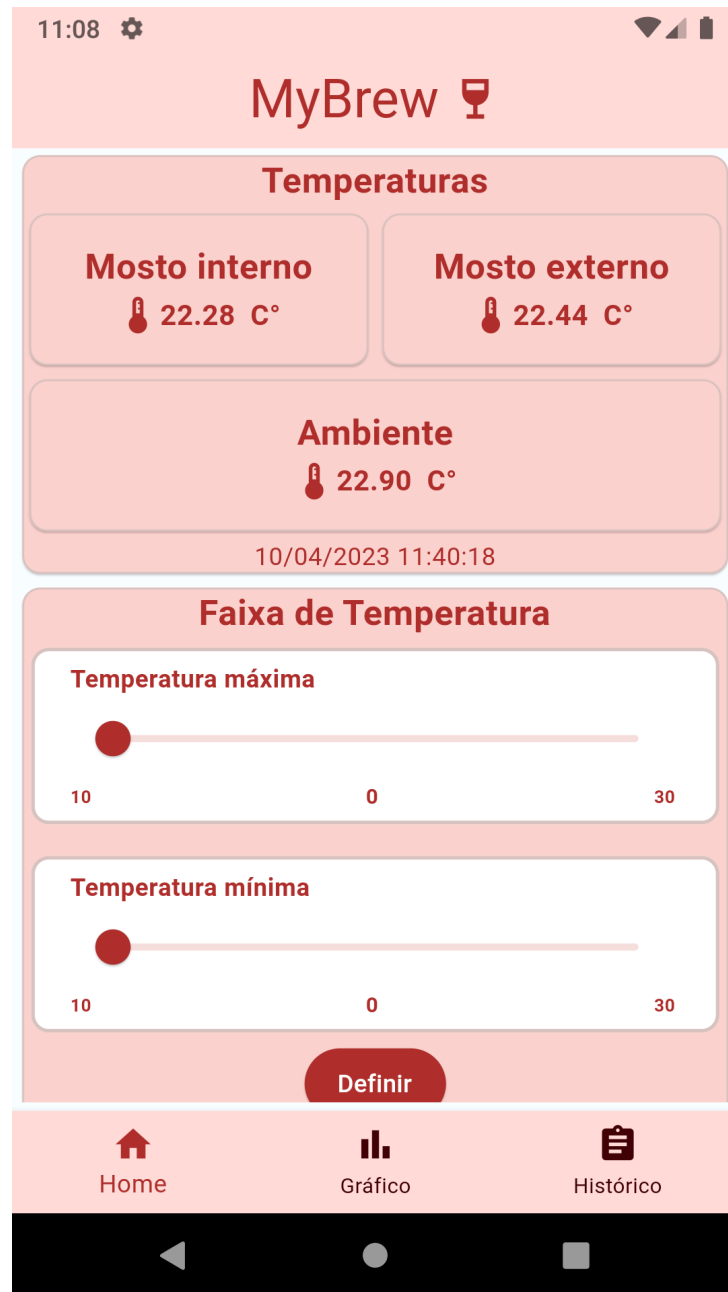 11:08
MyBrew
Temperaturas
Mosto interno
22.28 C°
Mosto externo
22.44 C°
Ambiente
22.90 C°
10/04/2023 11:40:18
Faixa de Temperatura
Temperatura máxima
10 0 30
Temperatura mínima
10 0 30
Definir
Home Gráfico Histórico